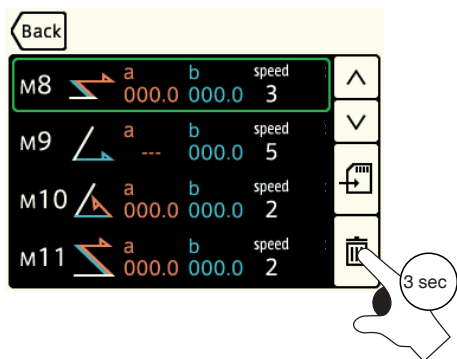 Back
M8 a 000.0 b 000.0 speed 3
M9 a --- b 000.0 speed 5
M10 a 000.0 b 000.0 speed 2
M11 a 000.0 b 000.0 speed 2
3 sec